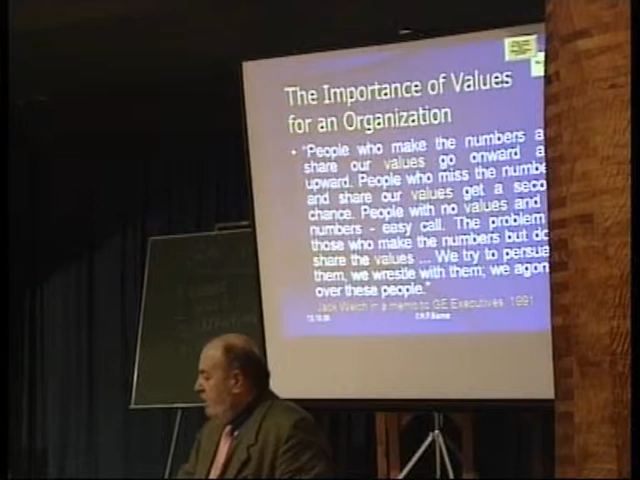 The Importance of Values
for an Organization
• "People who make the numbers a
share our values go onward a
upward. People who miss the numbe
and share our values get a seco
chance. People with no values and
numbers - easy call. The problem
those who make the numbers but do
share the values ... We try to persua
them, we wrestle with them; we agon
over these people."
Jack Welch in a memo to GE Executives, 1991